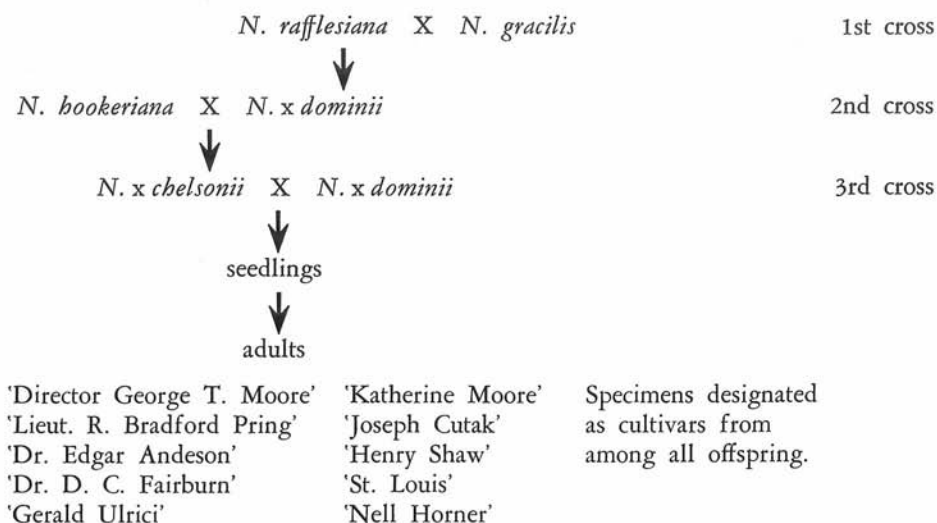 N. rafflesiana X N. gracilis 1st cross
N. hookeriana X N. x dominii 2nd cross
N. x chelsonii X N. x dominii 3rd cross
seedlings
adults
'Director George T. Moore' 'Katherine Moore' Specimens designated
'Lieut. R. Bradford Pring' 'Joseph Cutak' as cultivars from
'Dr. Edgar Andeson' 'Henry Shaw' among all offspring.
'Dr. D. C. Fairburn' 'St. Louis'
'Gerald Ulrici' 'Nell Horner'